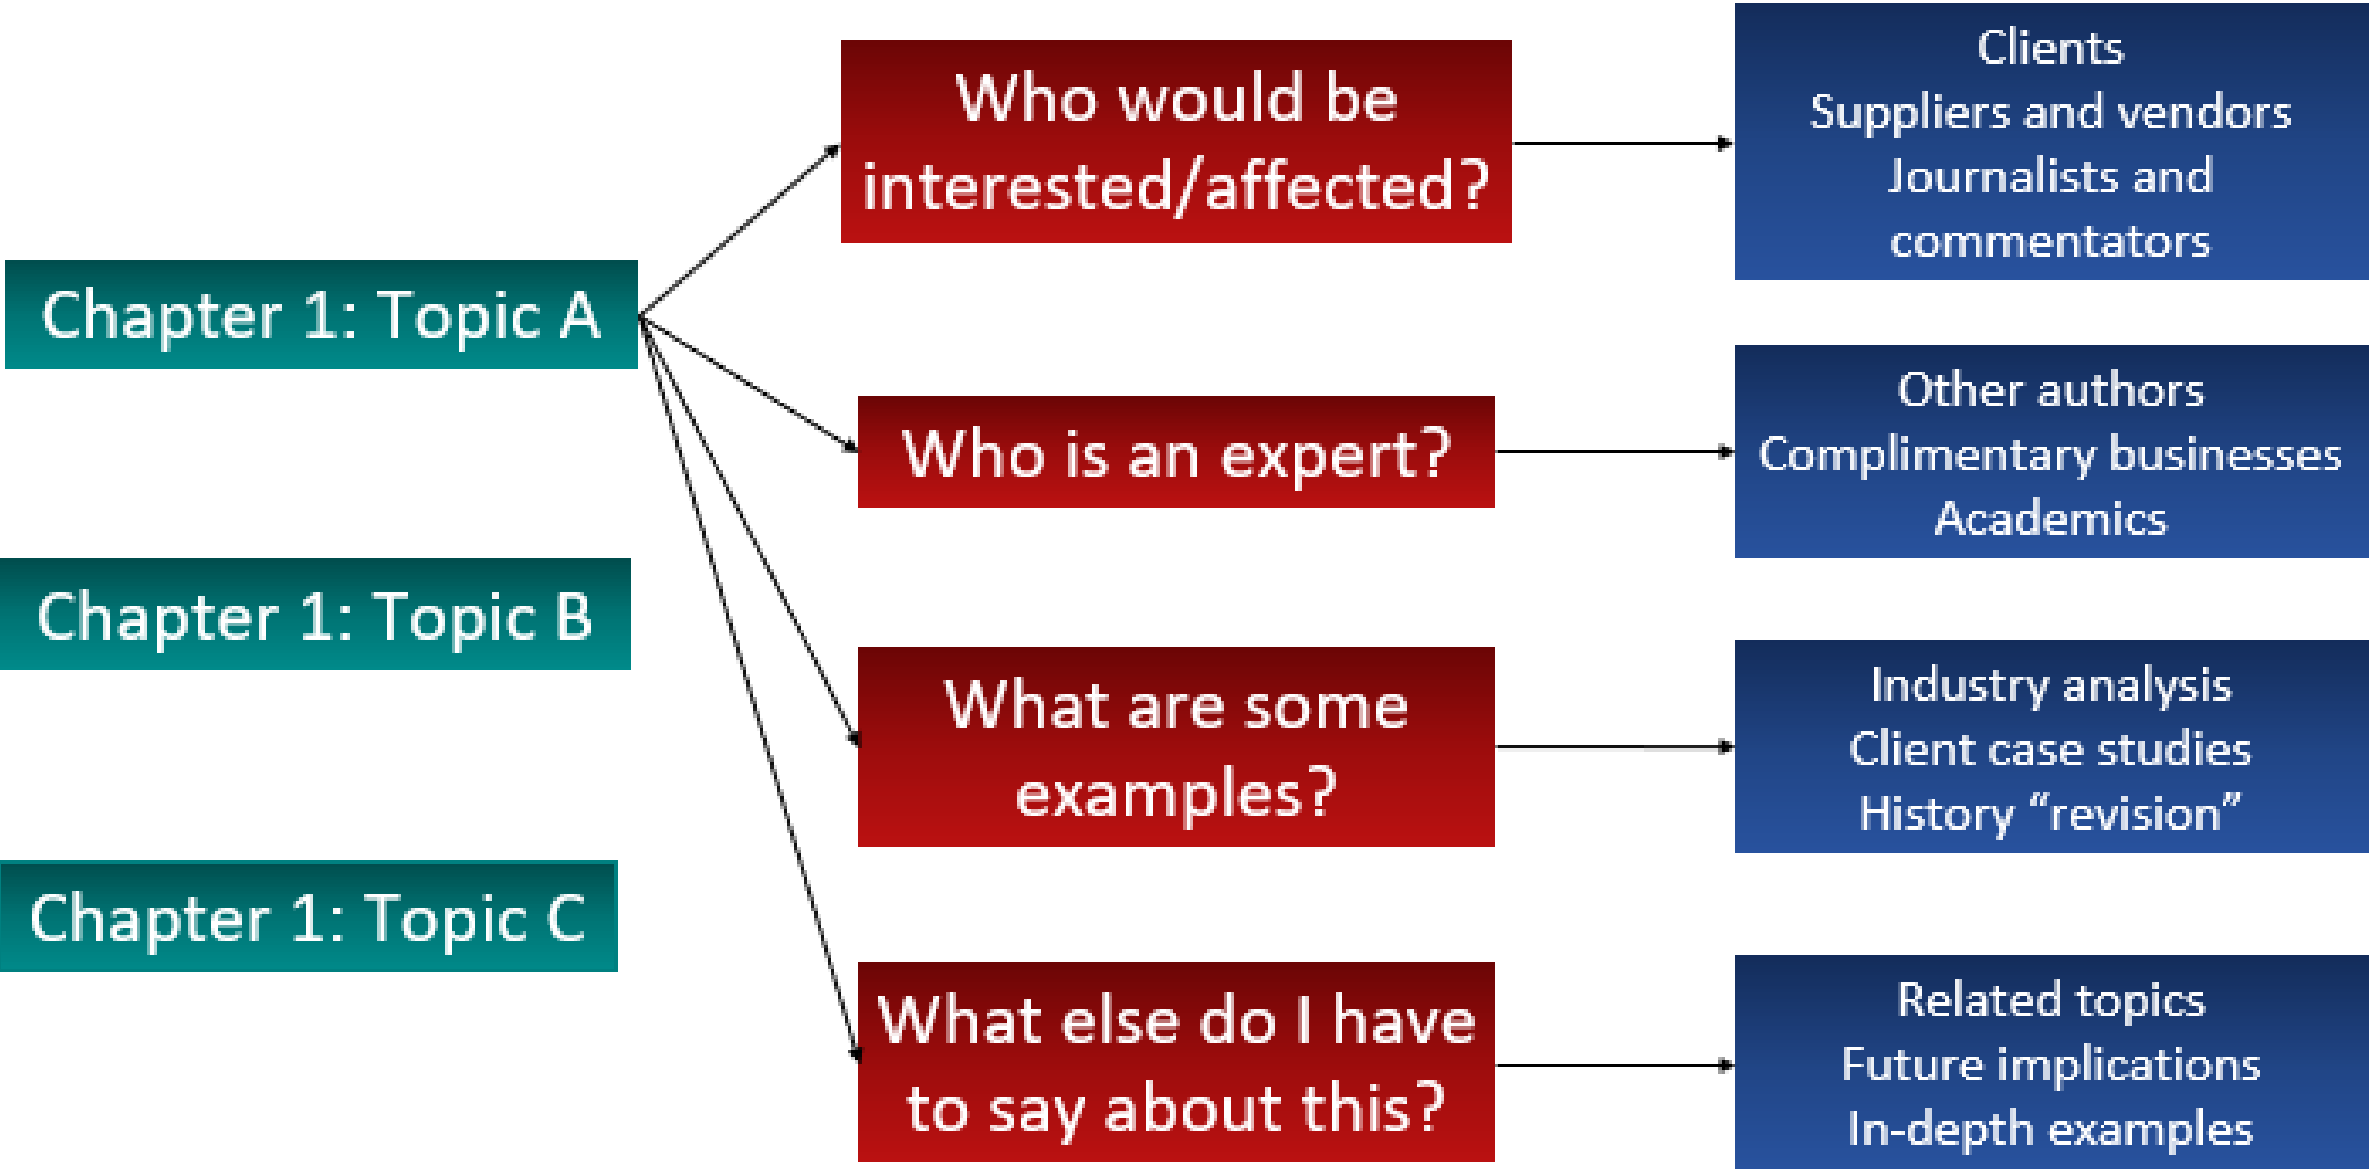 Chapter 1: Topic A
Chapter 1: Topic B
Chapter 1: Topic C
Who would be
interested/affected?
Who is an expert?
What are some
examples?
What else do I have
to say about this?
Clients
Suppliers and vendors
Journalists and
commentators
Other authors
Complimentary businesses
Academics
Industry analysis
Client case studies
History “revision”
Related topics
Future implications
In-depth examples